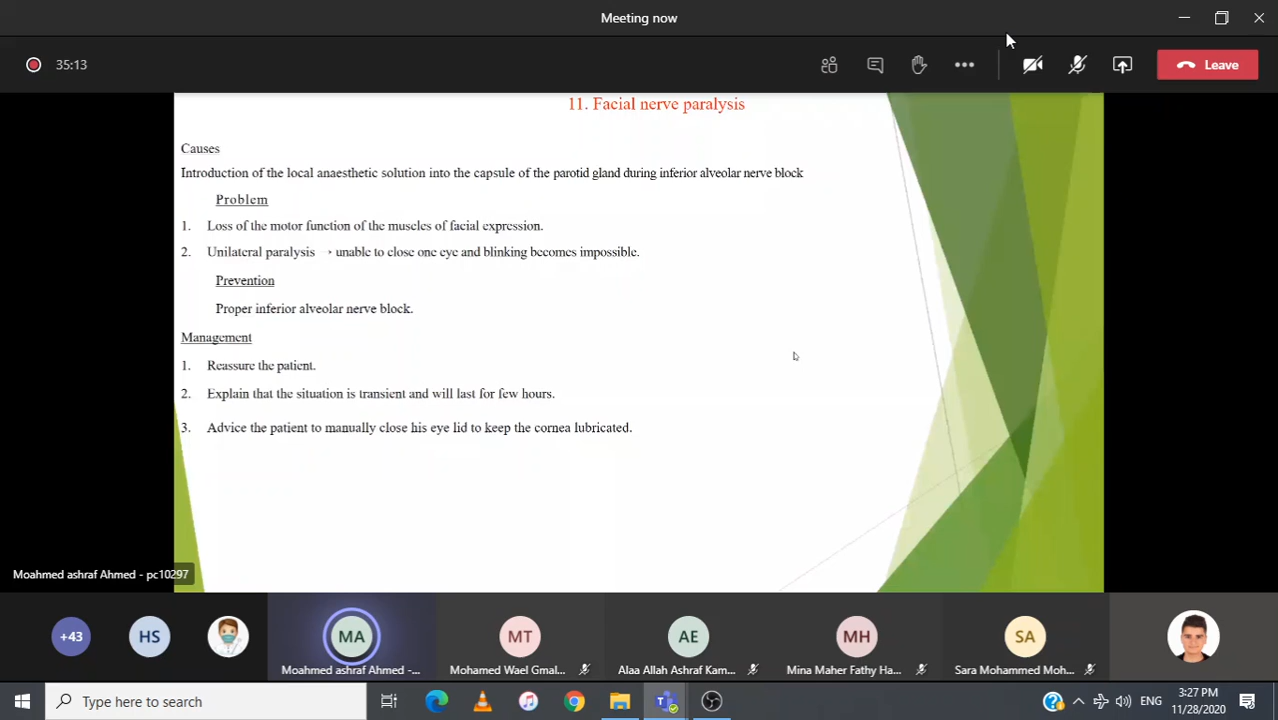 Meeting now
35:13
Leave
11. Facial nerve paralysis
Causes
Introduction of the local anaesthetic solution into the capsule of the parotid gland during inferior alveolar nerve block
Problem
1. Loss of the motor function of the muscles of facial expression.
2. Unilateral paralysis → unable to close one eye and blinking becomes impossible.
Prevention
Proper inferior alveolar nerve block.
Management
1. Reassure the patient.
2. Explain that the situation is transient and will last for few hours.
3. Advice the patient to manually close his eye lid to keep the cornea lubricated.
Moahmed ashraf Ahmed - pc10297
+43 HS MA MT AE MH SA
Moahmed ashraf Ahmed -... Mohamed Wael Gmal... Alaa Allah Ashraf Kam... Mina Maher Fathy Ha... Sara Mohammed Moh...
Type here to search ENG 3:27 PM
11/28/2020